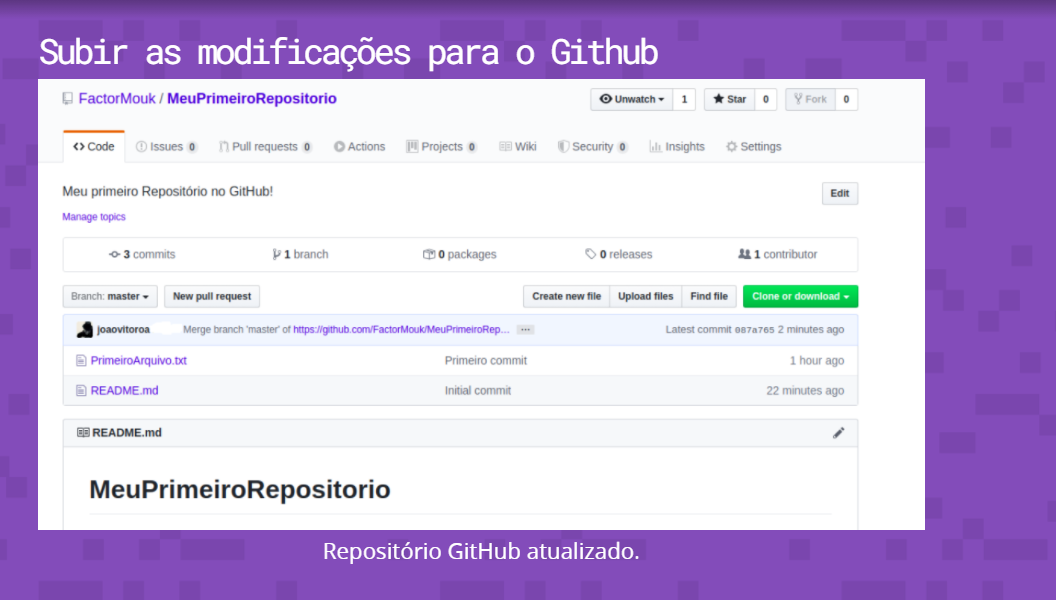 Subir as modificações para o Github
FactorMouk / MeuPrimeiroRepositorio
Unwatch 1 Star 0 Fork 0
Code Issues 0 Pull requests 0 Actions Projects 0 Wiki Security 0 Insights Settings
Meu primeiro Repositório no GitHub!
Edit
Manage topics
3 commits 1 branch 0 packages 0 releases 1 contributor
Branch: master New pull request Create new file Upload files Find file Clone or download
joaovitoroa Merge branch 'master' of https://github.com/FactorMouk/MeuPrimeiroRep... ... Latest commit 087a765 2 minutes ago
PrimeiroArquivo.txt Primeiro commit 1 hour ago
README.md Initial commit 22 minutes ago
README.md
MeuPrimeiroRepositorio
Repositório GitHub atualizado.